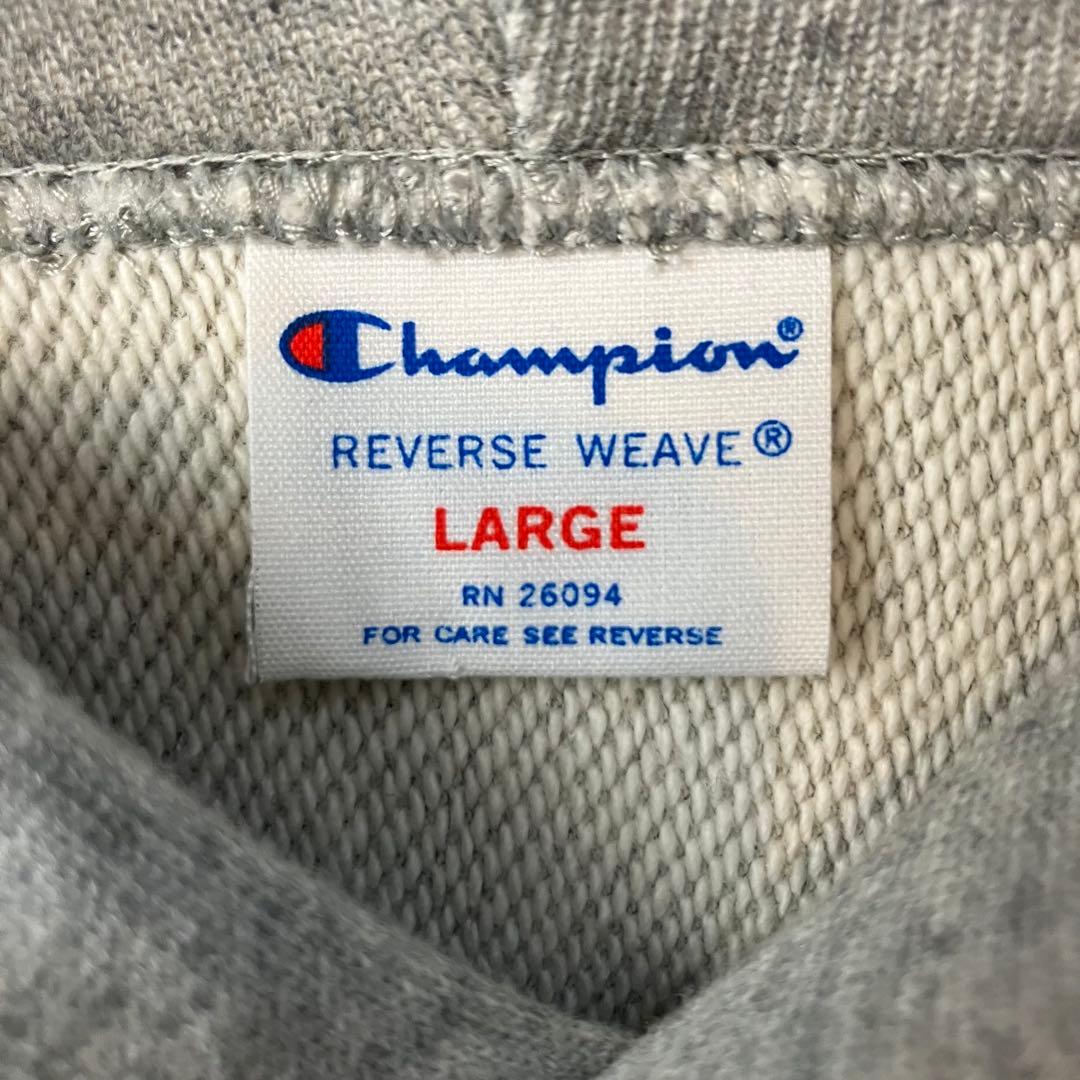 Champion®
REVERSE WEAVE®
LARGE
RN 26094
FOR CARE SEE REVERSE